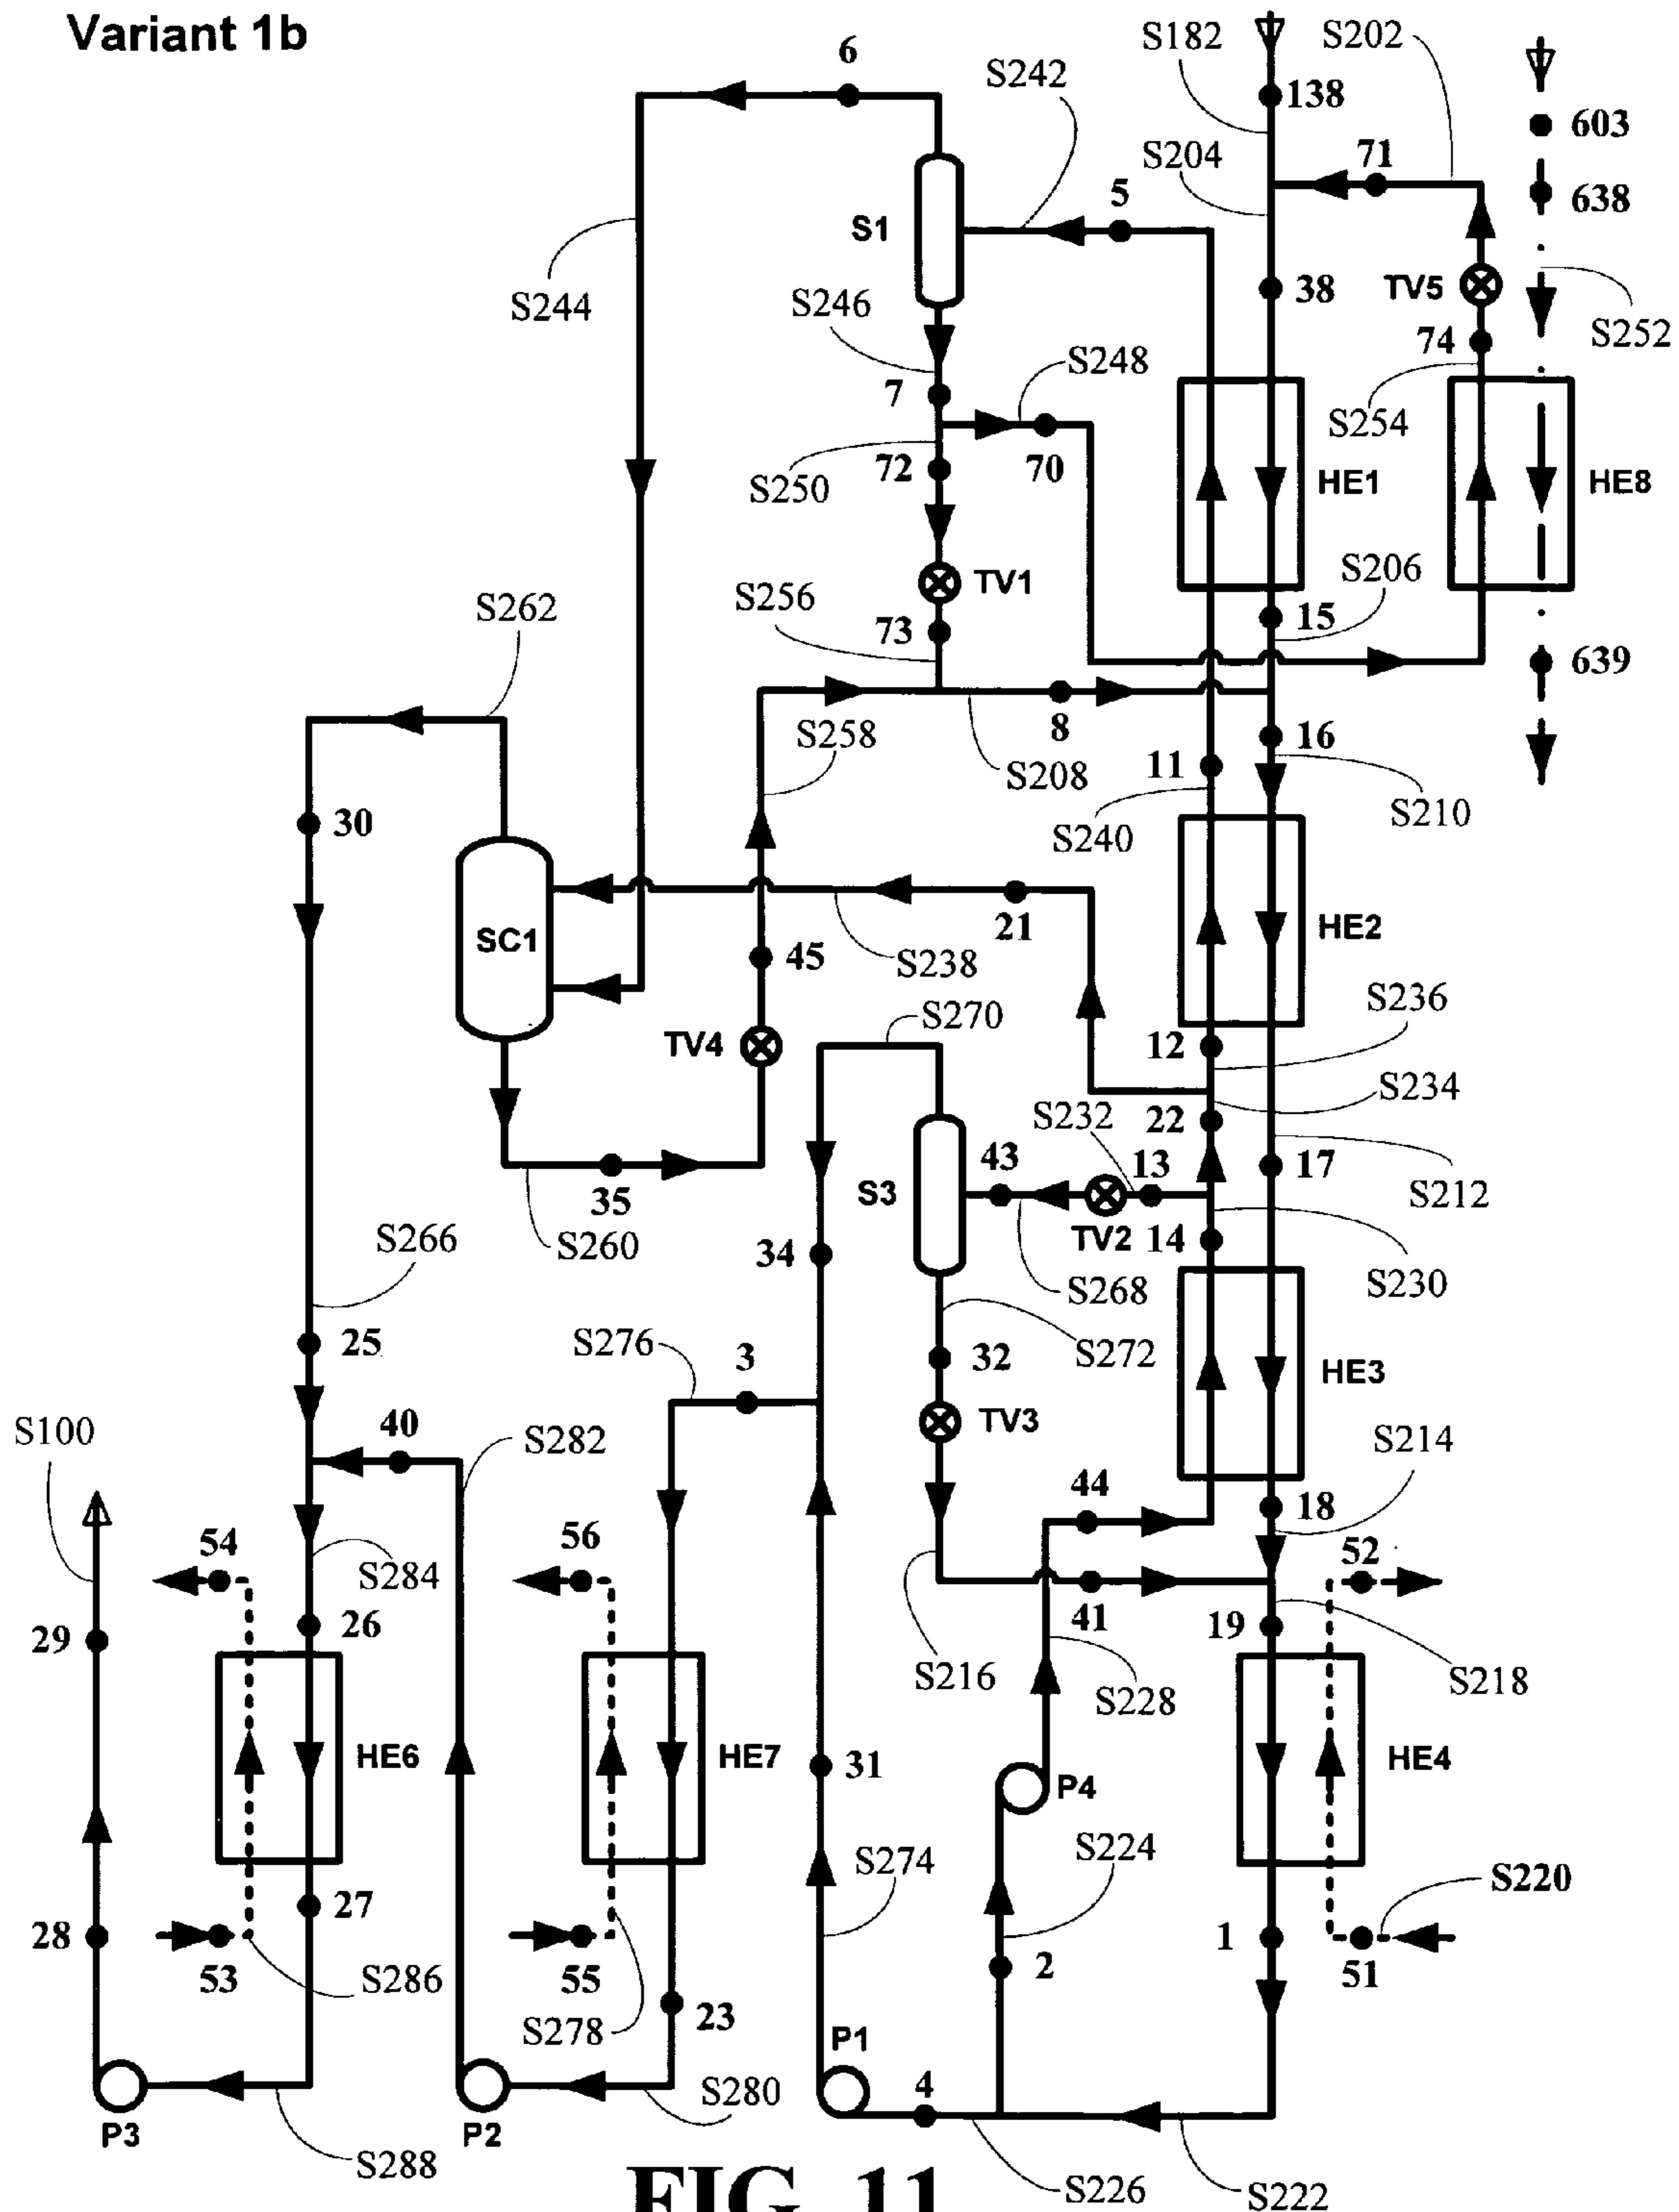 Variant 1b
6
S242
S182
S202
138
603
S204
71
638
S1
5
S244
S246
38
TV5
S252
7
S248
74
S254
S250
72
70
HE1
HE8
TV1
S206
S256
73
15
S262
639
S258
8
16
11
S208
30
S240
S210
SC1
21
HE2
45
S238
S236
S270
TV4
12
S234
S232
22
43
13
17
S3
S212
35
TV2
14
S266
S260
34
S268
S230
S276
3
32
S272
HE3
TV3
S100
40
S282
S214
44
18
54
56
52
S284
26
41
19
29
S216
S228
S218
25
HE6
HE7
31
P4
HE4
S274
S224
S220
27
28
1
2
53
S286
55
51
S278
23
P1
4
S280
P3
P2
S288
S226
S222
FIG. 11